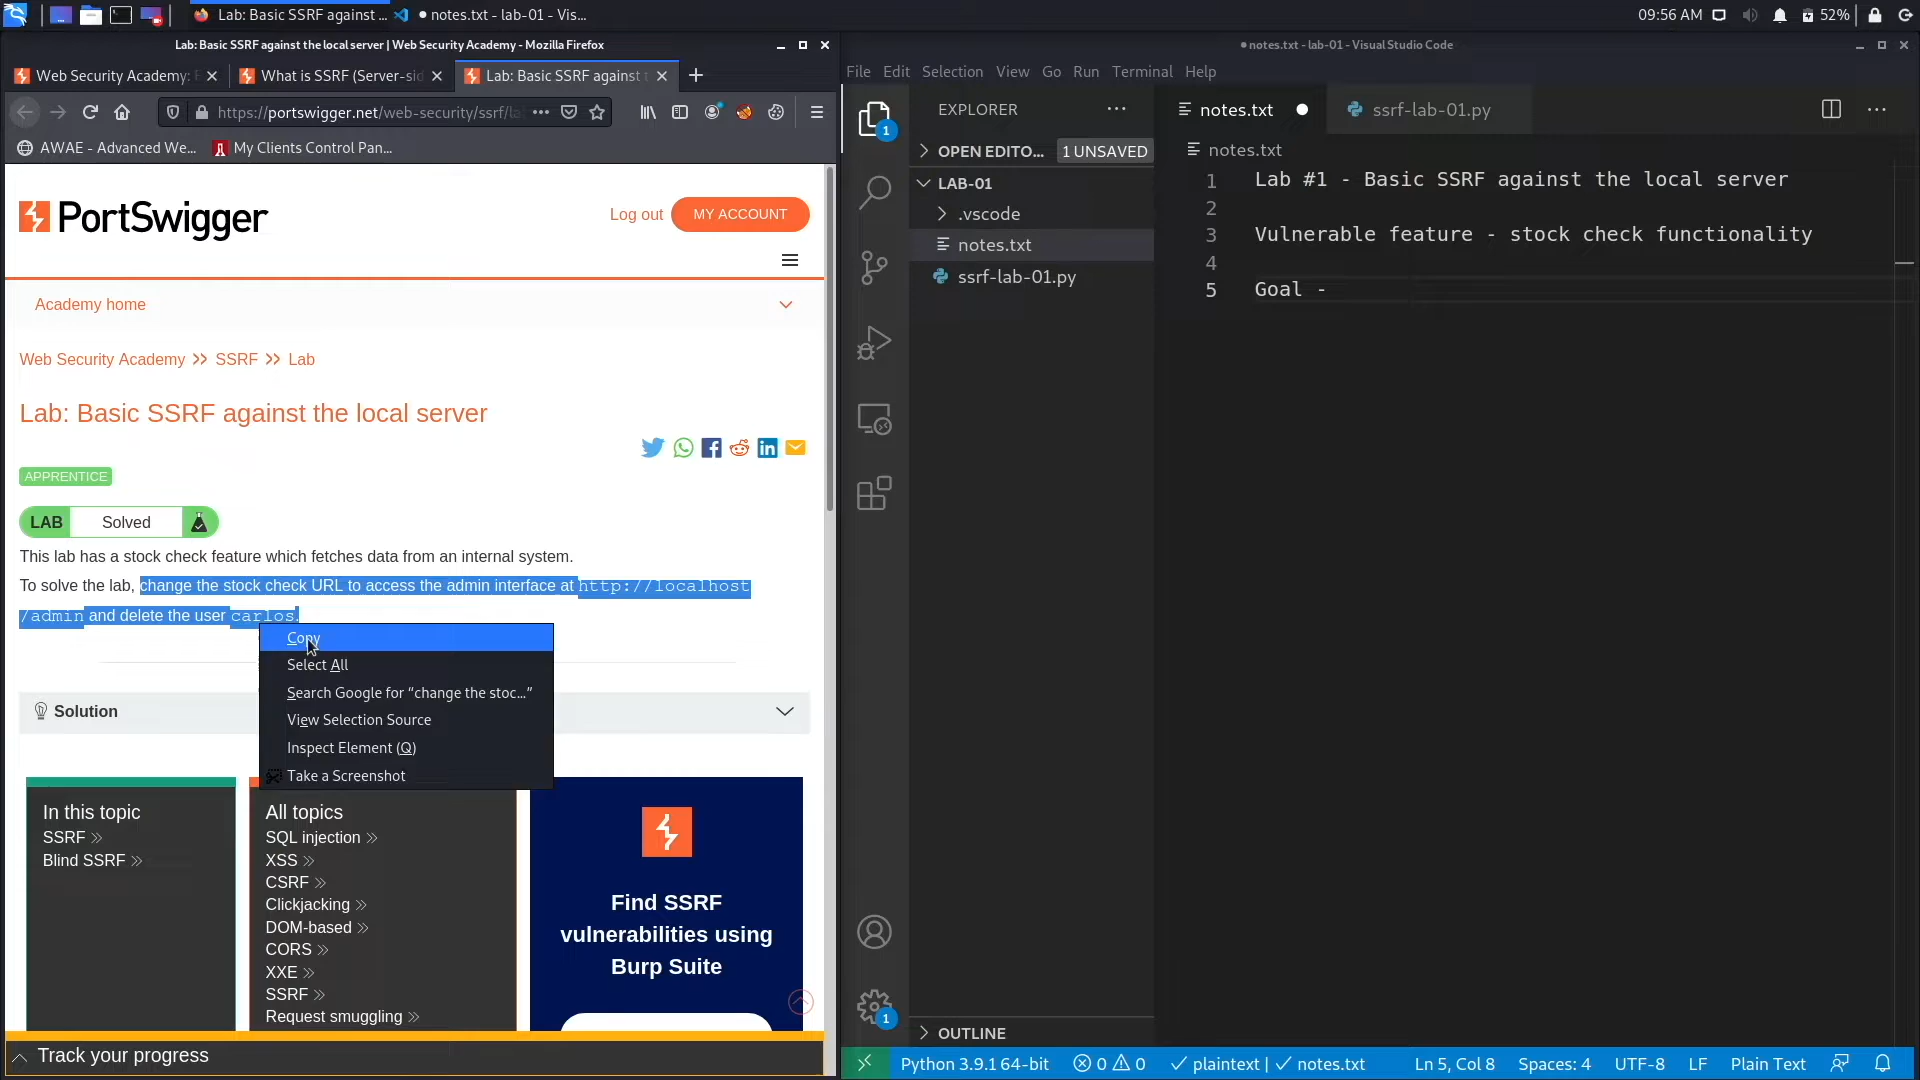 Lab: Basic SSRF against ...
● notes.txt - lab-01 - Vis...
09:56 AM
52%
Lab: Basic SSRF against the local server | Web Security Academy - Mozilla Firefox
Web Security Academy:
What is SSRF (Server-sid
Lab: Basic SSRF against t
https://portswigger.net/web-security/ssrf/la
AWAE - Advanced We...
My Clients Control Pan...
PortSwigger
Log out
MY ACCOUNT
Academy home
Web Security Academy >> SSRF >> Lab
Lab: Basic SSRF against the local server
APPRENTICE
LAB Solved
This lab has a stock check feature which fetches data from an internal system.
To solve the lab, change the stock check URL to access the admin interface at http://localhost
/admin and delete the user carlos.
Copy
Select All
Search Google for “change the stoc...”
View Selection Source
Inspect Element (Q)
Take a Screenshot
Solution
In this topic
SSRF >>
Blind SSRF >>
All topics
SQL injection >>
XSS >>
CSRF >>
Clickjacking >>
DOM-based >>
CORS >>
XXE >>
SSRF >>
Request smuggling >>
Find SSRF
vulnerabilities using
Burp Suite
Track your progress
● notes.txt - lab-01 - Visual Studio Code
File Edit Selection View Go Run Terminal Help
1
EXPLORER
OPEN EDITO... 1 UNSAVED
LAB-01
.vscode
notes.txt
ssrf-lab-01.py
OUTLINE
1
notes.txt ●
ssrf-lab-01.py
notes.txt
1 Lab #1 - Basic SSRF against the local server
2
3 Vulnerable feature - stock check functionality
4
5 Goal -
Python 3.9.1 64-bit
0 0
plaintext | notes.txt
Ln 5, Col 8
Spaces: 4
UTF-8
LF
Plain Text